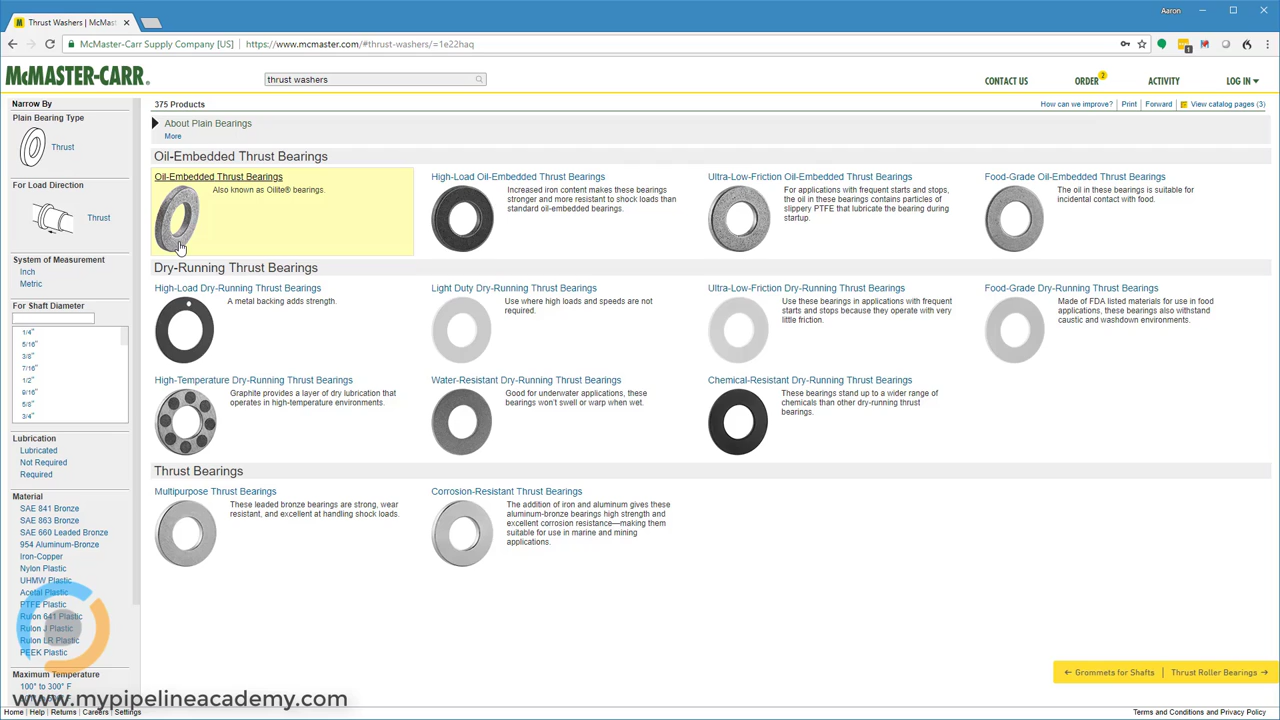 Thrust Washers | McMast
Aaron
McMaster-Carr Supply Company [US]
https://www.mcmaster.com/#thrust-washers/=1e22haq
1
McMASTER-CARR.
thrust washers
CONTACT US
ORDER
2
ACTIVITY
LOG IN
Narrow By
Plain Bearing Type
Thrust
For Load Direction
Thrust
System of Measurement
Inch
Metric
For Shaft Diameter
1/4"
5/16"
3/8"
7/16"
1/2"
9/16"
5/8"
3/4"
Lubrication
Lubricated
Not Required
Required
Material
SAE 841 Bronze
SAE 863 Bronze
SAE 660 Leaded Bronze
954 Aluminum-Bronze
Iron-Copper
Nylon Plastic
UHMW Plastic
Acetal Plastic
PTFE Plastic
Rulon 641 Plastic
Rulon J Plastic
Rulon LR Plastic
PEEK Plastic
Maximum Temperature
100° to 300° F
375 Products
How can we improve?
Print
Forward
View catalog pages (3)
About Plain Bearings
More
Oil-Embedded Thrust Bearings
Oil-Embedded Thrust Bearings
Also known as Oilite® bearings.
High-Load Oil-Embedded Thrust Bearings
Increased iron content makes these bearings
stronger and more resistant to shock loads than
standard oil-embedded bearings.
Ultra-Low-Friction Oil-Embedded Thrust Bearings
For applications with frequent starts and stops,
the oil in these bearings contains particles of
slippery PTFE that lubricate the bearing during
startup.
Food-Grade Oil-Embedded Thrust Bearings
The oil in these bearings is suitable for
incidental contact with food.
Dry-Running Thrust Bearings
High-Load Dry-Running Thrust Bearings
A metal backing adds strength.
Light Duty Dry-Running Thrust Bearings
Use where high loads and speeds are not
required.
Ultra-Low-Friction Dry-Running Thrust Bearings
Use these bearings in applications with frequent
starts and stops because they operate with very
little friction.
Food-Grade Dry-Running Thrust Bearings
Made of FDA listed materials for use in food
applications, these bearings also withstand
caustic and washdown environments.
High-Temperature Dry-Running Thrust Bearings
Graphite provides a layer of dry lubrication that
operates in high-temperature environments.
Water-Resistant Dry-Running Thrust Bearings
Good for underwater applications, these
bearings won't swell or warp when wet.
Chemical-Resistant Dry-Running Thrust Bearings
These bearings stand up to a wider range of
chemicals than other dry-running thrust
bearings.
Thrust Bearings
Multipurpose Thrust Bearings
These leaded bronze bearings are strong, wear
resistant, and excellent at handling shock loads.
Corrosion-Resistant Thrust Bearings
The addition of iron and aluminum gives these
aluminum-bronze bearings high strength and
excellent corrosion resistance—making them
suitable for use in marine and mining
applications.
Grommets for Shafts
Thrust Roller Bearings
www.mypipelineacademy.com
Home
Help
Returns
Careers
Settings
Terms and Conditions and Privacy Policy